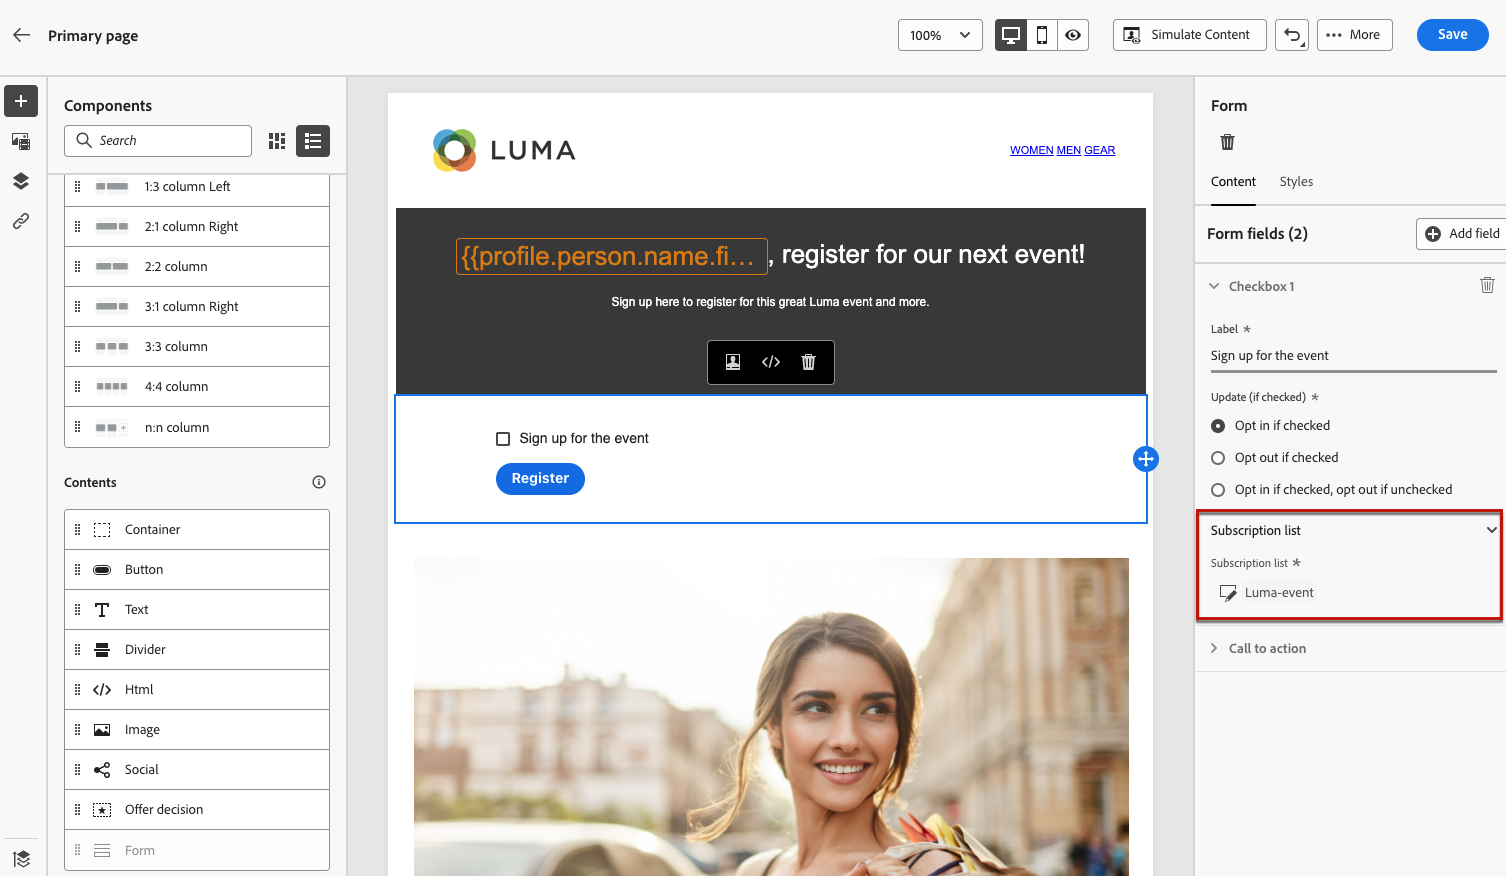 Primary page
100%
Simulate Content
More
Save
Components
Search
1:3 column Left
2:1 column Right
2:2 column
3:1 column Right
3:3 column
4:4 column
n:n column
Contents
Container
Button
Text
Divider
Html
Image
Social
Offer decision
Form
LUMA
WOMEN MEN GEAR
{{profile.person.name.fi... , register for our next event!
Sign up here to register for this great Luma event and more.
Sign up for the event
Register
Form
Content Styles
Form fields (2)
Add field
Checkbox 1
Label *
Sign up for the event
Update (if checked) *
Opt in if checked
Opt out if checked
Opt in if checked, opt out if unchecked
Subscription list
Subscription list *
Luma-event
Call to action